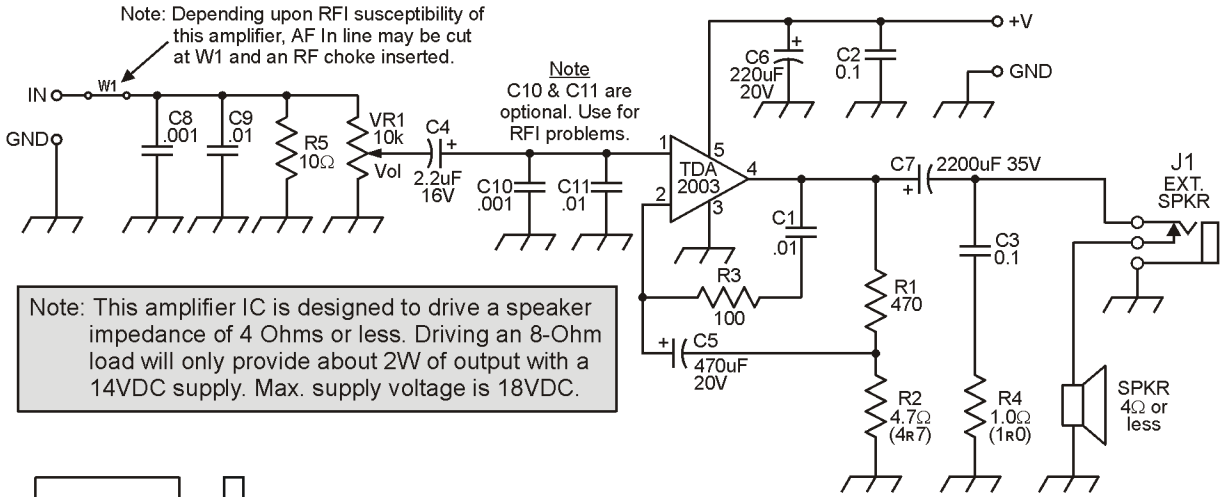 Note: Depending upon RFI susceptibility of
this amplifier, AF In line may be cut
at W1 and an RF choke inserted.
W1
IN
GND
C8
.001
C9
.01
R5
10Ω
VR1
10k
Vol
C4
+
2.2uF
16V
Note
C10 & C11 are
optional. Use for
RFI problems.
C10
.001
C11
.01
1
2
TDA
2003
5
4
3
+
C6
220uF
20V
C2
0.1
+V
GND
C7
+
2200uF 35V
C1
.01
R3
100
+
C5
470uF
20V
R1
470
R2
4.7Ω
(4R7)
C3
0.1
R4
1.0Ω
(1R0)
J1
EXT.
SPKR
SPKR
4Ω or
less
Note: This amplifier IC is designed to drive a speaker
impedance of 4 Ohms or less. Driving an 8-Ohm
load will only provide about 2W of output with a
14VDC supply. Max. supply voltage is 18VDC.